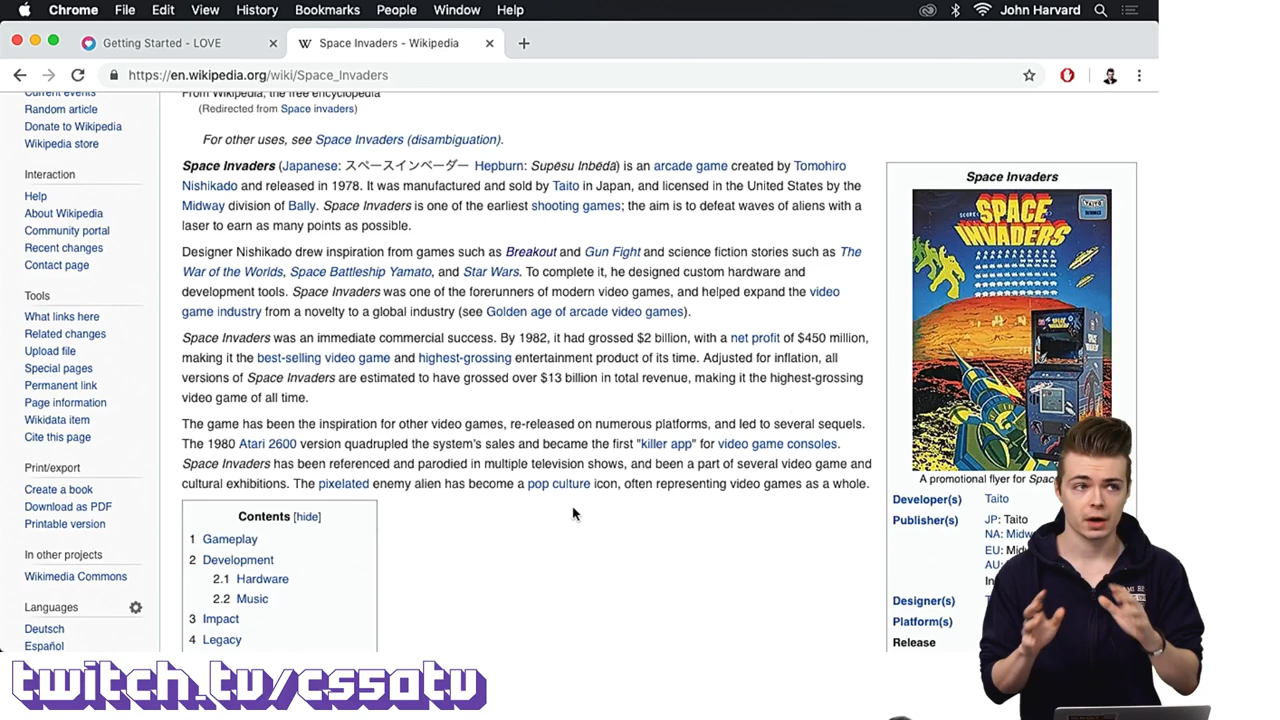 Chrome File Edit View History Bookmarks People Window Help John Harvard
Getting Started - LOVE Space Invaders - Wikipedia
https://en.wikipedia.org/wiki/Space_Invaders
Current events
Random article
Donate to Wikipedia
Wikipedia store
Interaction
Help
About Wikipedia
Community portal
Recent changes
Contact page
Tools
What links here
Related changes
Upload file
Special pages
Permanent link
Page information
Wikidata item
Cite this page
Print/export
Create a book
Download as PDF
Printable version
In other projects
Wikimedia Commons
Languages
Deutsch
Español
From Wikipedia, the free encyclopedia
(Redirected from Space invaders)
For other uses, see Space Invaders (disambiguation).
Space Invaders (Japanese: スペースインベーダー Hepburn: Supēsu Inbēdā) is an arcade game created by Tomohiro
Nishikado and released in 1978. It was manufactured and sold by Taito in Japan, and licensed in the United States by the
Midway division of Bally. Space Invaders is one of the earliest shooting games; the aim is to defeat waves of aliens with a
laser to earn as many points as possible.
Designer Nishikado drew inspiration from games such as Breakout and Gun Fight and science fiction stories such as The
War of the Worlds, Space Battleship Yamato, and Star Wars. To complete it, he designed custom hardware and
development tools. Space Invaders was one of the forerunners of modern video games, and helped expand the video
game industry from a novelty to a global industry (see Golden age of arcade video games).
Space Invaders was an immediate commercial success. By 1982, it had grossed $2 billion, with a net profit of $450 million,
making it the best-selling video game and highest-grossing entertainment product of its time. Adjusted for inflation, all
versions of Space Invaders are estimated to have grossed over $13 billion in total revenue, making it the highest-grossing
video game of all time.
The game has been the inspiration for other video games, re-released on numerous platforms, and led to several sequels.
The 1980 Atari 2600 version quadrupled the system's sales and became the first "killer app" for video game consoles.
Space Invaders has been referenced and parodied in multiple television shows, and been a part of several video game and
cultural exhibitions. The pixelated enemy alien has become a pop culture icon, often representing video games as a whole.
Contents [hide]
1 Gameplay
2 Development
2.1 Hardware
2.2 Music
3 Impact
4 Legacy
Space Invaders
SPACE
INVADERS
A promotional flyer for Spac
Developer(s) Taito
Publisher(s) JP: Taito
NA: Midw
EU: Mid
AU:
In
Designer(s)
Platform(s)
Release
twitch.tv/cs50tv